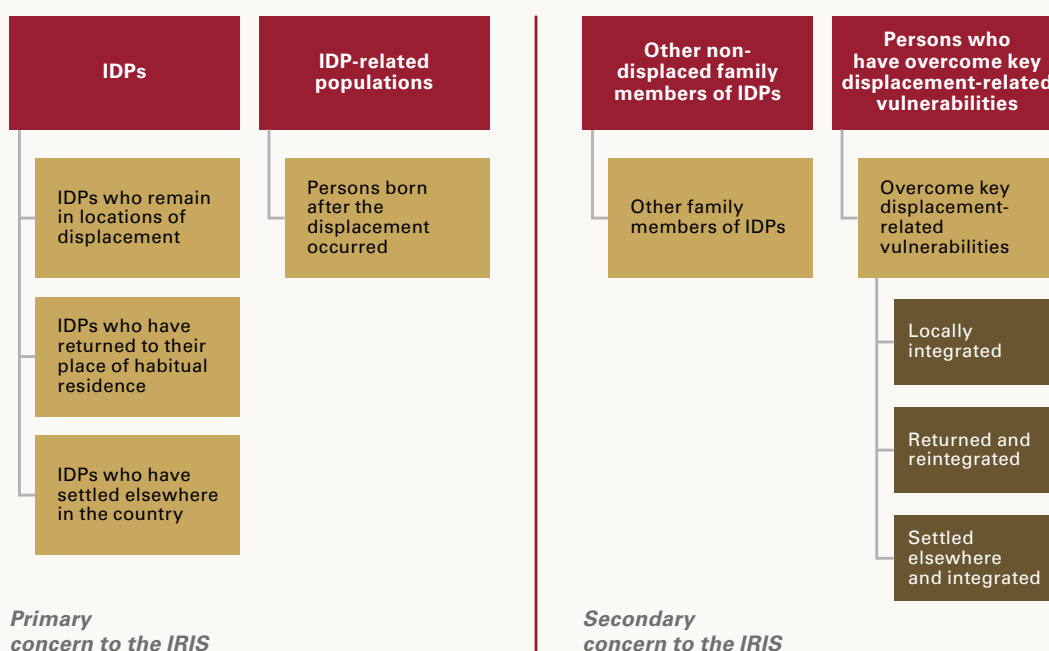 IDPs
IDPs who remain
in locations of
displacement
IDPs who have
returned to their
place of habitual
residence
IDPs who have
settled elsewhere
in the country
IDP-related
populations
Persons born
after the
displacement
occurred
Primary
concern to the IRIS
Other non-
displaced family
members of IDPs
Other family
members of IDPs
Persons who
have overcome key
displacement-related
vulnerabilities
Overcome key
displacement-
related
vulnerabilities
Locally
integrated
Returned and
reintegrated
Settled
elsewhere
and integrated
Secondary
concern to the IRIS